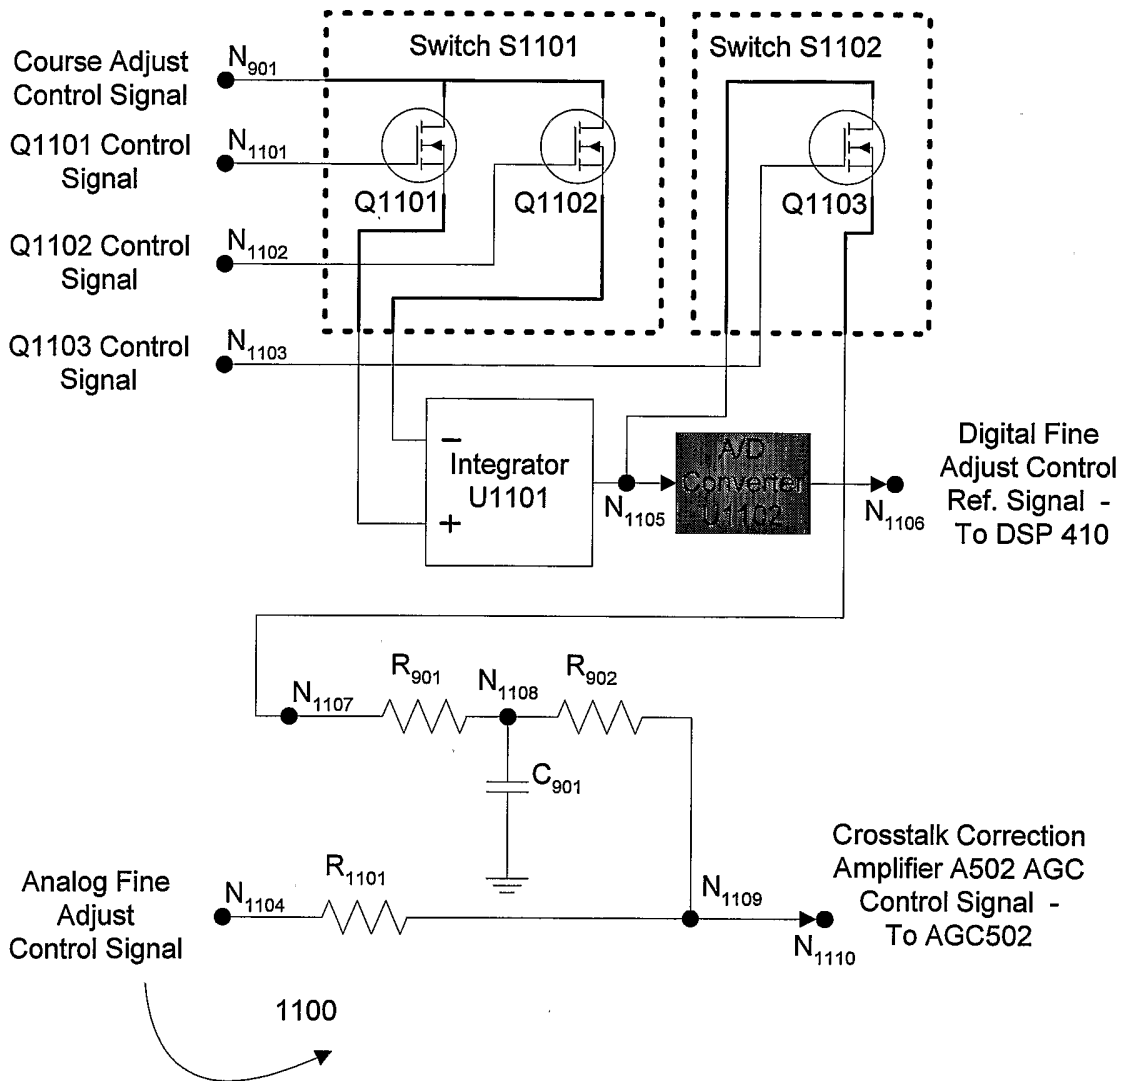 Switch S1101
Switch S1102
Course Adjust
Control Signal
N901
Q1101 Control
Signal
N1101
Q1101
Q1102
Q1103
Q1102 Control
Signal
N1102
Q1103 Control
Signal
N1103
−
Integrator
U1101
+
N1105
A/D
Converter
U1102
N1106
Digital Fine
Adjust Control
Ref. Signal -
To DSP 410
R901
N1108
R902
N1107
C901
Crosstalk Correction
Amplifier A502 AGC
Control Signal -
To AGC502
Analog Fine
Adjust
Control Signal
N1104
R1101
N1109
N1110
1100